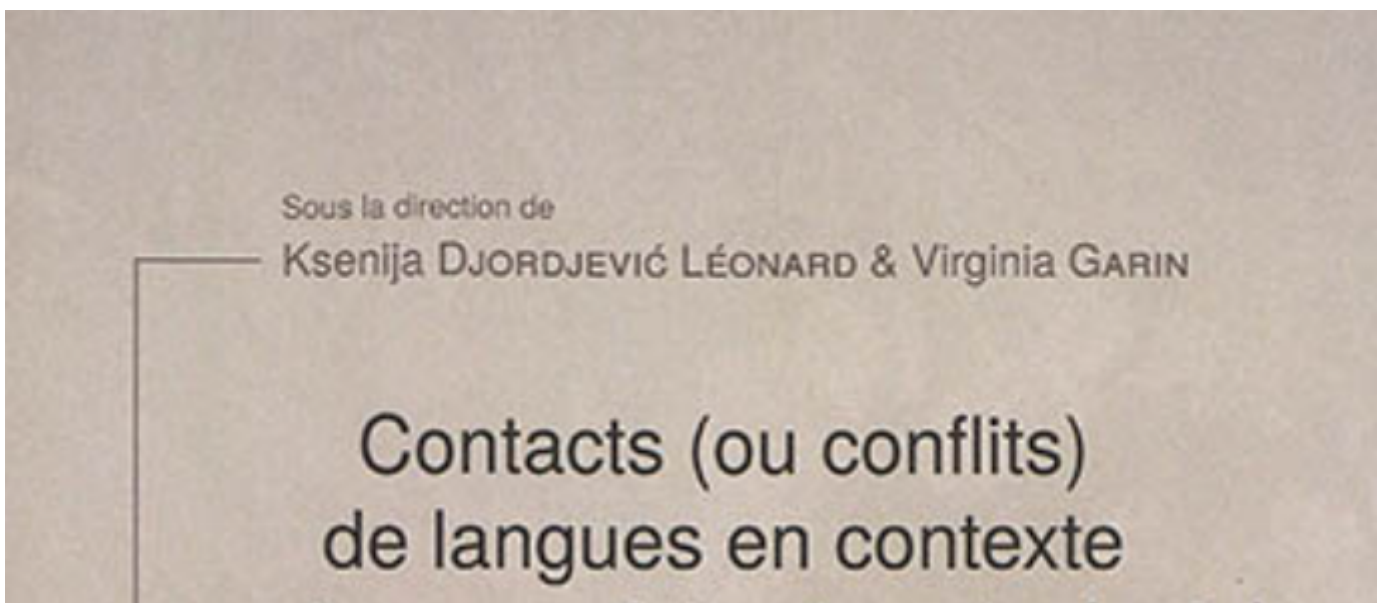 Sous la direction de
Ksenija DJORDJEVIĆ LÉONARD & Virginia GARIN
Contacts (ou conflits)
de langues en contexte